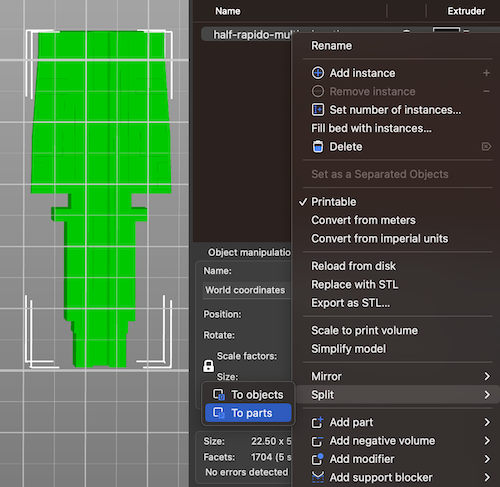 Name Extruder
half-rapido-mul
Rename
Add instance +
Remove instance −
Set number of instances...
Fill bed with instances...
Delete
Set as a Separated Objects
✓ Printable
Convert from meters
Convert from imperial units
Object manipulatio
Name:
World coordinates
Reload from disk
Replace with STL
Export as STL...
Position:
Rotate:
Scale factors:
Size:
Scale to print volume
Simplify model
Mirror
Split
To objects
To parts
Add part
Add negative volume
Add modifier
Add support blocker
Size: 22.50 x 5
Facets: 1704 (5 s
No errors detected